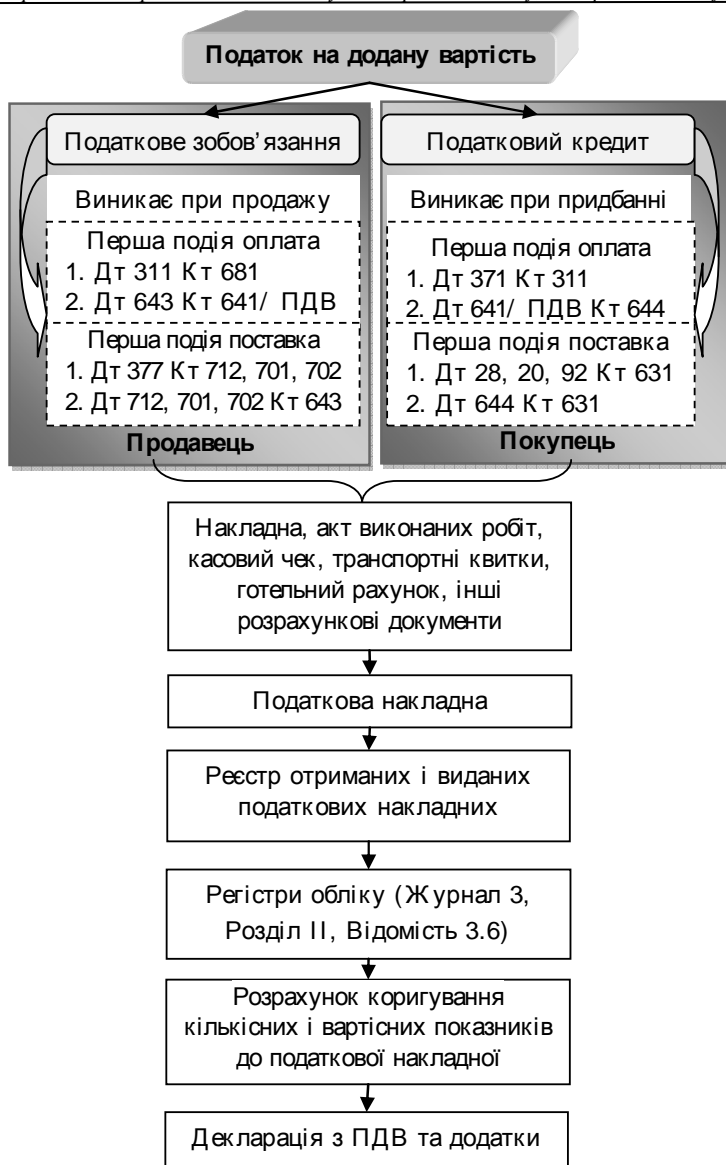 Податок на додану вартість
Податкове зобов’язання
Виникає при продажу
Перша подія оплата
1. Дт 311 Кт 681
2. Дт 643 Кт 641/ ПДВ
Перша подія поставка
1. Дт 377 Кт 712, 701, 702
2. Дт 712, 701, 702 Кт 643
Продавець
Податковий кредит
Виникає при придбанні
Перша подія оплата
1. Дт 371 Кт 311
2. Дт 641/ ПДВ Кт 644
Перша подія поставка
1. Дт 28, 20, 92 Кт 631
2. Дт 644 Кт 631
Покупець
Накладна, акт виконаних робіт,
касовий чек, транспортні квитки,
готельний рахунок, інші
розрахункові документи
Податкова накладна
Реєстр отриманих і виданих
податкових накладних
Регістри обліку (Журнал 3,
Розділ ІІ, Відомість 3.6)
Розрахунок коригування
кількісних і вартісних показників
до податкової накладної
Декларація з ПДВ та додатки